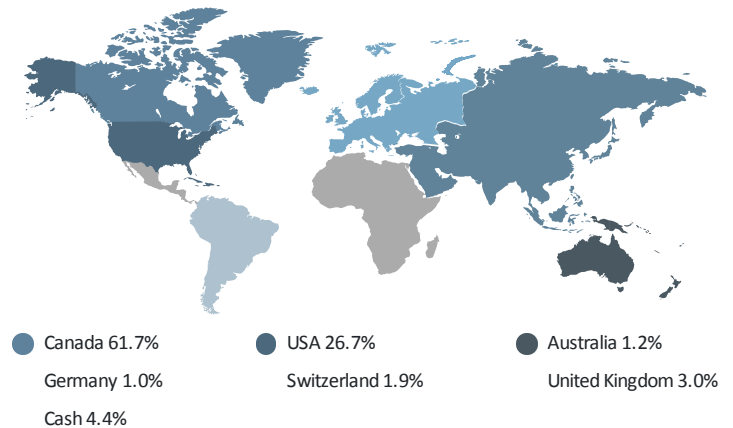 Canada 61.7%
USA 26.7%
Australia 1.2%
Germany 1.0%
Switzerland 1.9%
United Kingdom 3.0%
Cash 4.4%